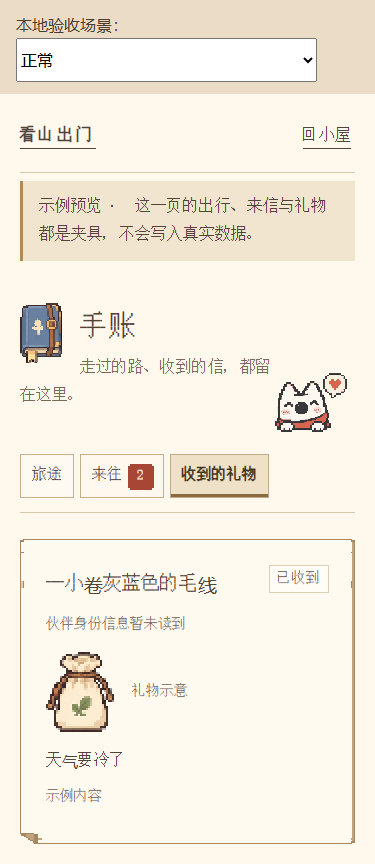 本地验收场景：
正常
看山出门
回小屋
示例预览 · 这一页的出行、来信与礼物
都是夹具，不会写入真实数据。
手账
走过的路、收到的信，都留
在这里。
旅途
来往 2
收到的礼物
一小卷灰蓝色的毛线
已收到
伙伴身份信息暂未读到
礼物示意
天气要冷了
示例内容